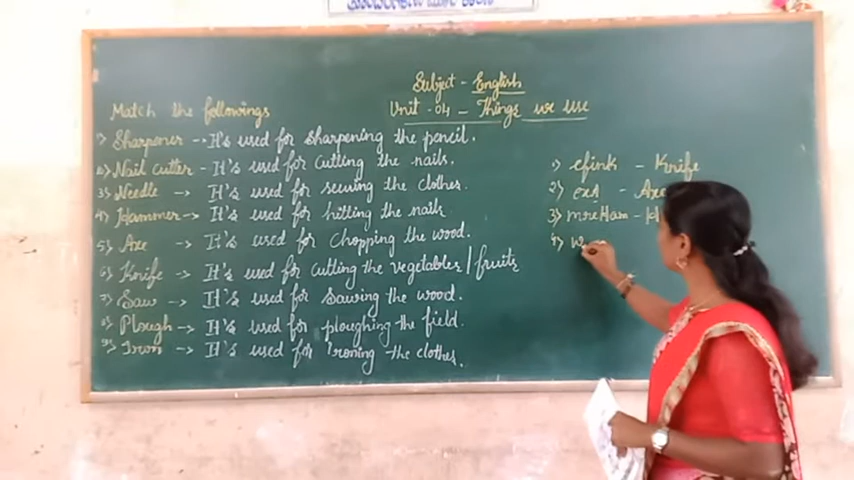 Subject - English
Unit - 04 - Things we use
Match the followings
1) Sharpener -> It's used for sharpening the pencil.
2) Nail cutter - It's used for cutting the nails.
3) Needle -> It's used for sewing the clothes.
4) Hammer -> It's used for hitting the nails
5) Axe -> It's used for chopping the wood.
6) Knife -> It's used for cutting the vegetables / fruits
7) Saw -> It's used for sawing the wood.
8) Plough -> It's used for ploughing the field.
9) Iron -> It's used for ironing the clothes.
1) efink - Knife
2) exA - Axe
3) more Ham - H
4) w